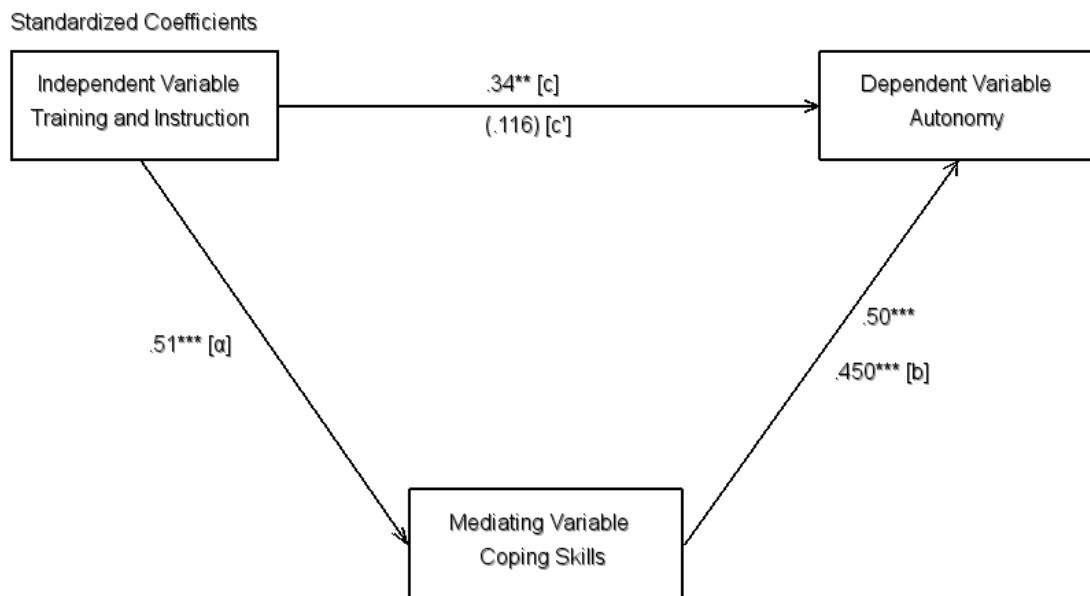 Standardized Coefficients
Independent Variable
Training and Instruction
.34** [c]
(.116) [c']
Dependent Variable
Autonomy
.51*** [α]
.50***
.450*** [b]
Mediating Variable
Coping Skills